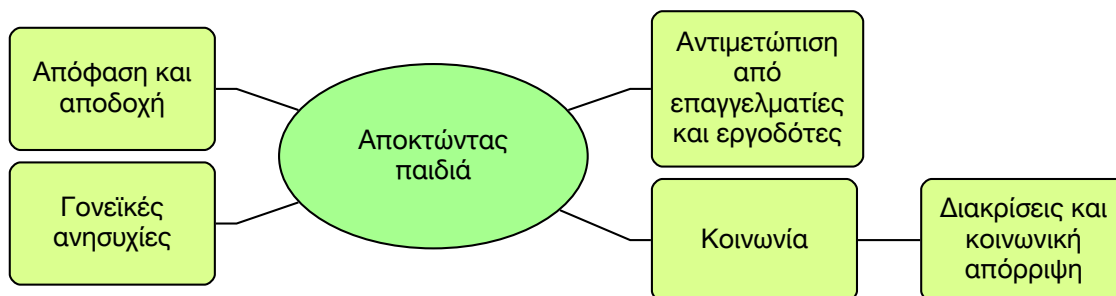 Απόφαση και
αποδοχή
Γονεϊκές
ανησυχίες
Αποκτώντας
παιδιά
Αντιμετώπιση
από
επαγγελματίες
και εργοδότες
Κοινωνία
Διακρίσεις και
κοινωνική
απόρριψη